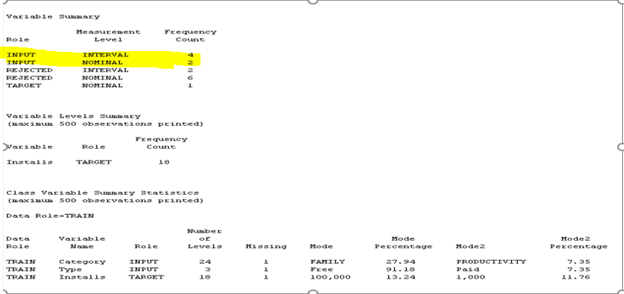 Variable Summary
Measurement Frequency
Role Level Count
INPUT INTERVAL 4
INPUT NOMINAL 2
REJECTED INTERVAL 2
REJECTED NOMINAL 6
TARGET NOMINAL 1
Variable Levels Summary
(maximum 500 observations printed)
Frequency
Variable Role Count
Installs TARGET 18
Class Variable Summary Statistics
(maximum 500 observations printed)
Data Role=TRAIN
Number
Data Variable of Mode Mode2
Role Name Role Levels Missing Mode Percentage Mode2 Percentage
TRAIN Category INPUT 24 1 FAMILY 27.94 PRODUCTIVITY 7.35
TRAIN Type INPUT 3 1 Free 91.18 Paid 7.35
TRAIN Installs TARGET 18 1 100,000 13.24 1,000 11.76